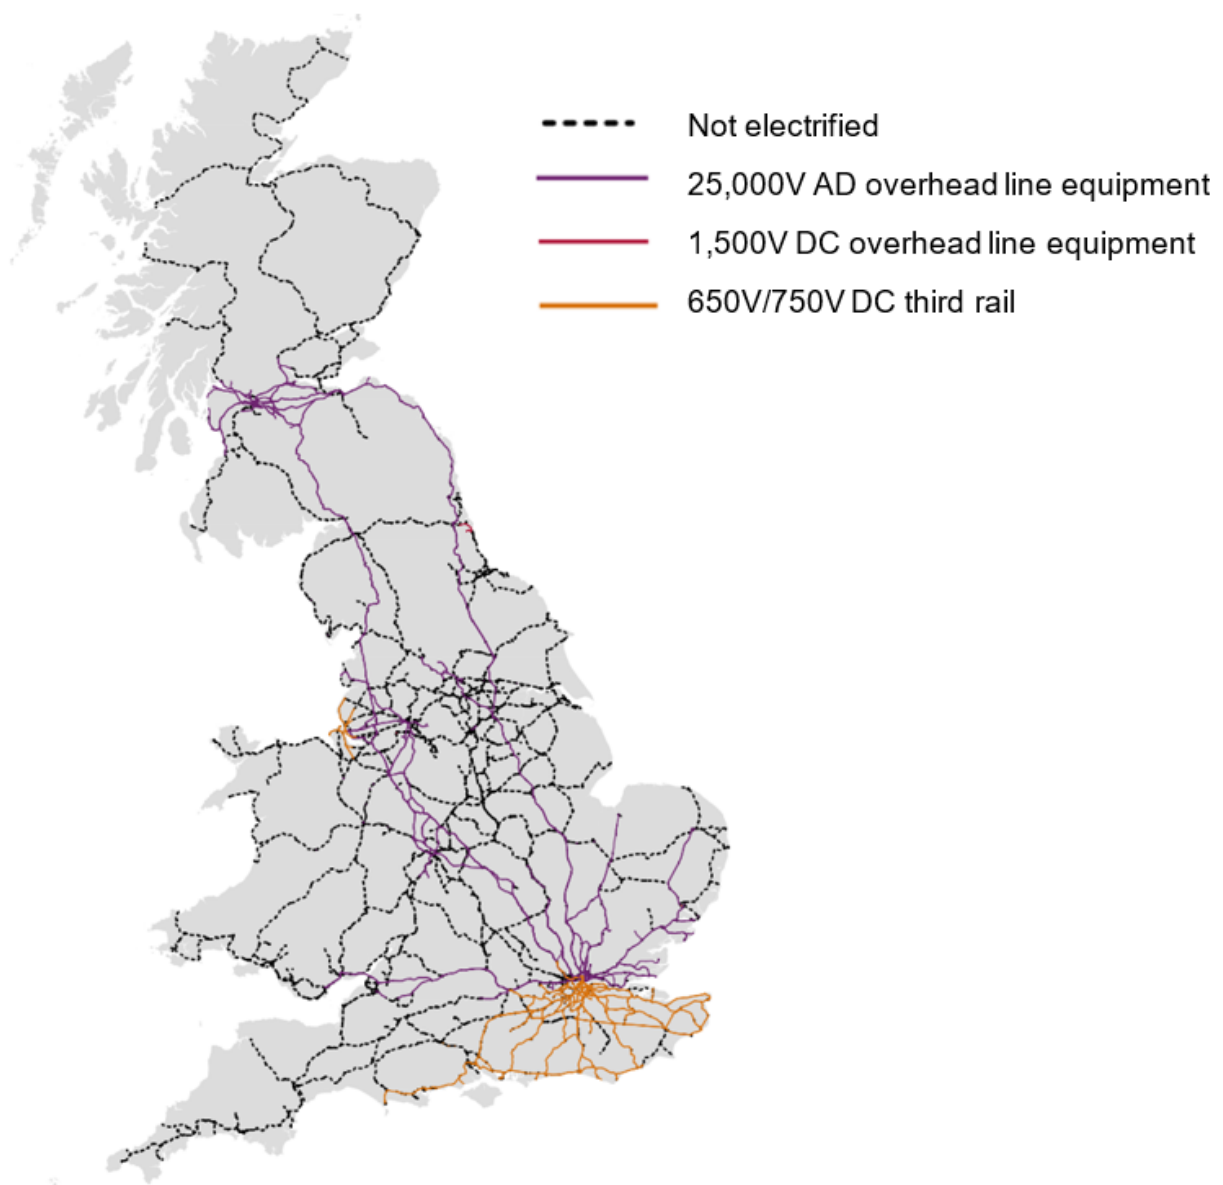 Not electrified
25,000V AD overhead line equipment
1,500V DC overhead line equipment
650V/750V DC third rail